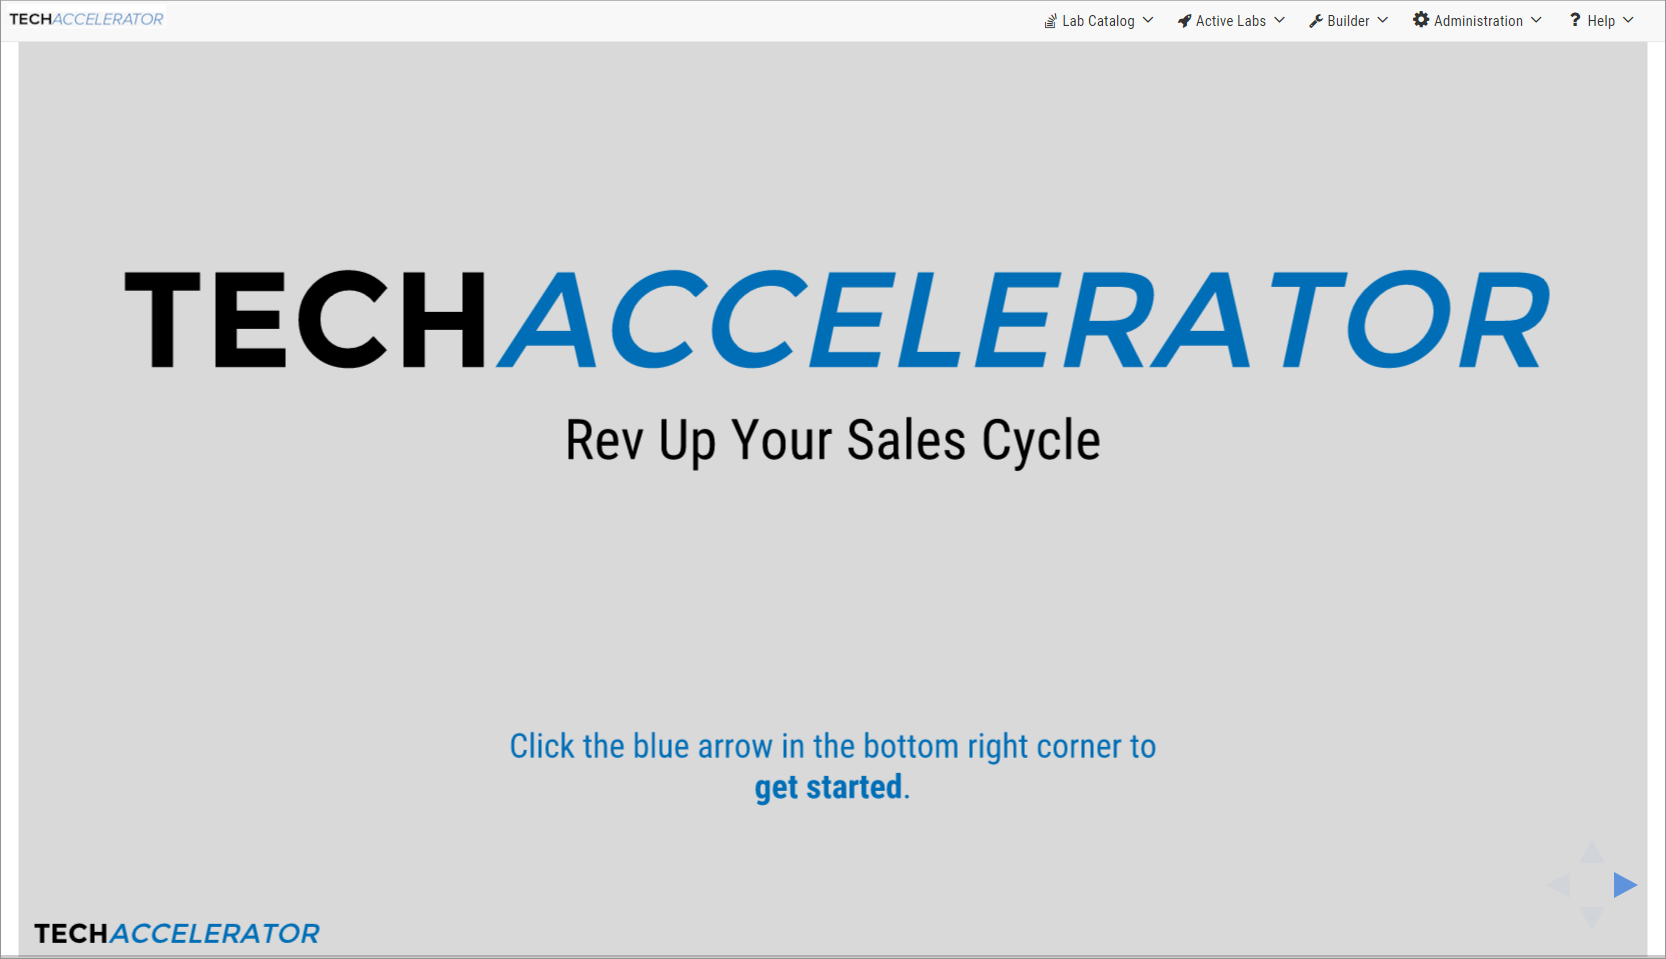 TECHACCELERATOR
Lab Catalog
Active Labs
Builder
Administration
? Help
TECHACCELERATOR
Rev Up Your Sales Cycle
Click the blue arrow in the bottom right corner to
get started.
TECHACCELERATOR